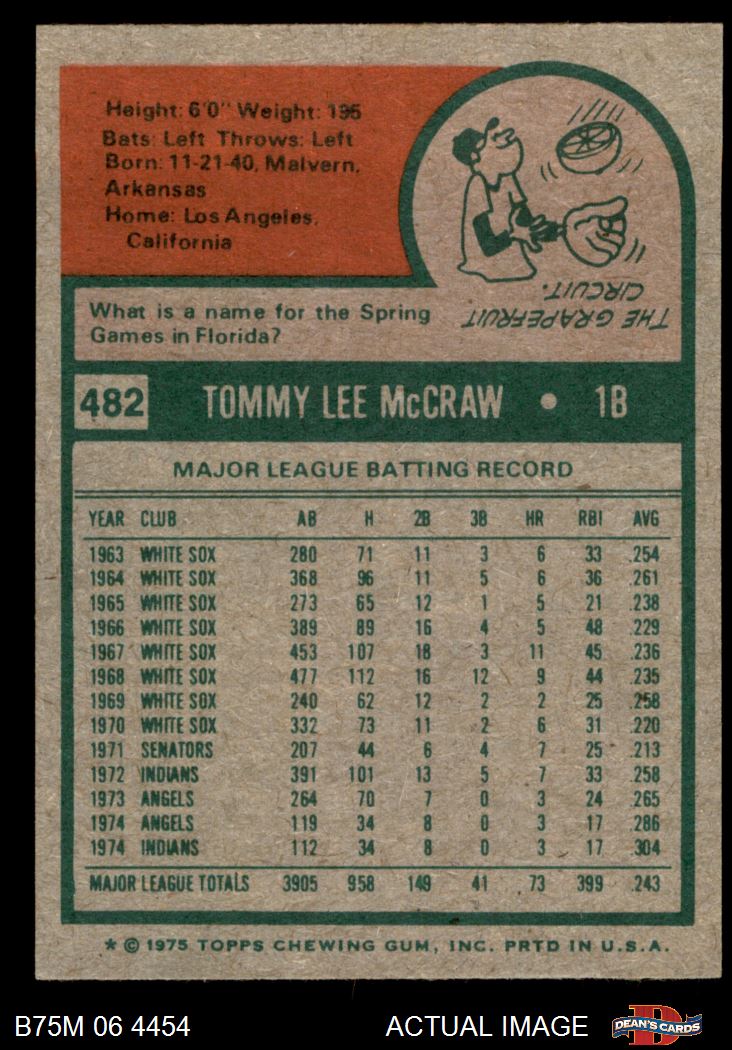 Height: 6'0" Weight: 195
Bats: Left Throws: Left
Born: 11-21-40, Malvern,
Arkansas
Home: Los Angeles,
California
What is a name for the Spring
Games in Florida?
THE GRAPEFRUIT
CIRCUIT.
482 TOMMY LEE McCRAW • 1B
MAJOR LEAGUE BATTING RECORD
YEAR CLUB AB H 2B 3B HR RBI AVG
1963 WHITE SOX 280 71 11 3 6 33 .254
1964 WHITE SOX 368 96 11 5 6 36 .261
1965 WHITE SOX 273 65 12 1 5 21 .238
1966 WHITE SOX 389 89 16 4 5 48 .229
1967 WHITE SOX 453 107 18 3 11 45 .236
1968 WHITE SOX 477 112 16 12 9 44 .235
1969 WHITE SOX 240 62 12 2 2 25 .258
1970 WHITE SOX 332 73 11 2 6 31 .220
1971 SENATORS 207 44 6 4 7 25 .213
1972 INDIANS 391 101 13 5 7 33 .258
1973 ANGELS 264 70 7 0 3 24 .265
1974 ANGELS 119 34 8 0 3 17 .286
1974 INDIANS 112 34 8 0 3 17 .304
MAJOR LEAGUE TOTALS 3905 958 149 41 73 399 .243
* © 1975 TOPPS CHEWING GUM, INC. PRTD IN U.S.A.
B75M 06 4454 ACTUAL IMAGE
D
DEAN'S CARDS